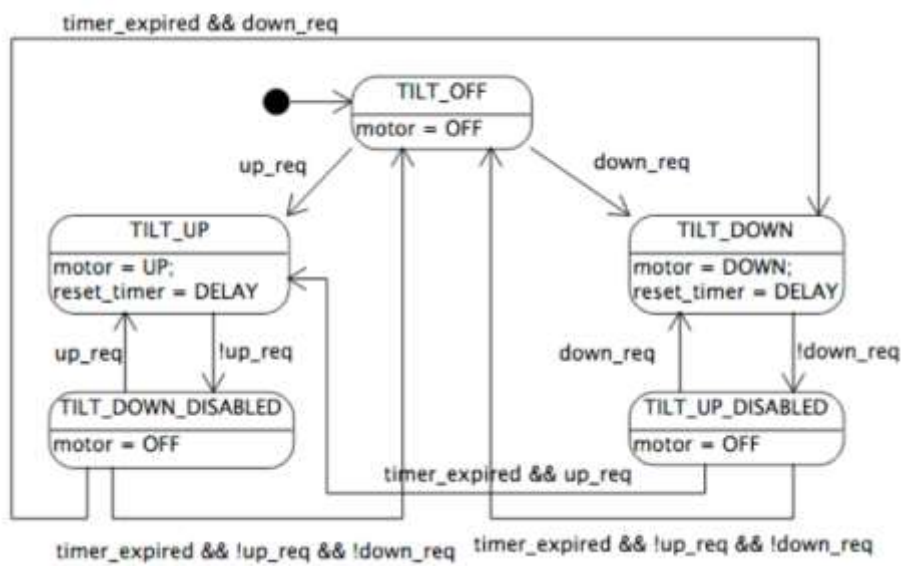 timer_expired && down_req
TILT_OFF
motor = OFF
up_req
down_req
TILT_UP
motor = UP;
reset_timer = DELAY
TILT_DOWN
motor = DOWN;
reset_timer = DELAY
up_req
!up_req
down_req
!down_req
TILT_DOWN_DISABLED
motor = OFF
TILT_UP_DISABLED
motor = OFF
timer_expired && up_req
timer_expired && !up_req && !down_req
timer_expired && !up_req && !down_req